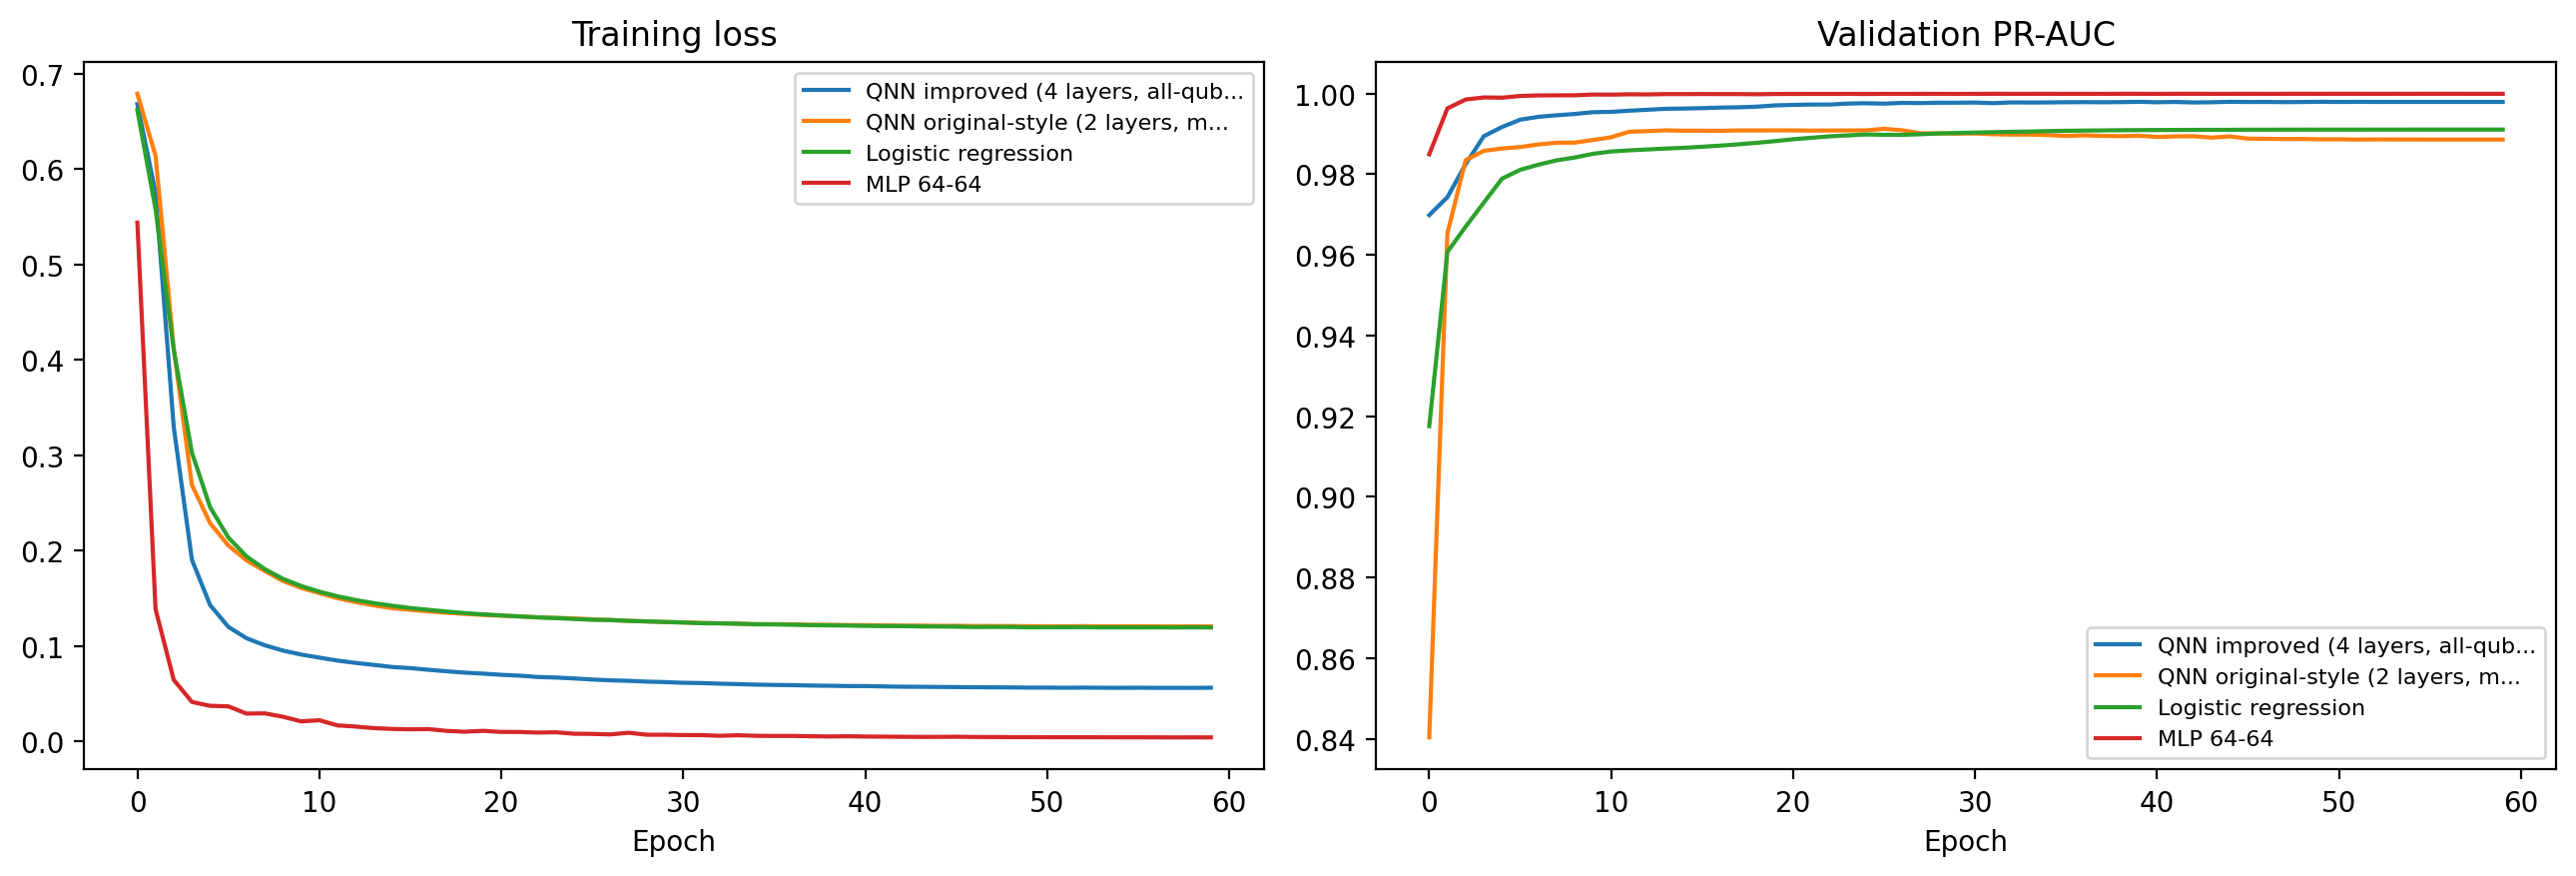 Training loss
0.7
0.6
0.5
0.4
0.3
0.2
0.1
0.0
0 10 20 30 40 50 60
Epoch
QNN improved (4 layers, all-qub...
QNN original-style (2 layers, m...
Logistic regression
MLP 64-64
Validation PR-AUC
1.00
0.98
0.96
0.94
0.92
0.90
0.88
0.86
0.84
0 10 20 30 40 50 60
Epoch
QNN improved (4 layers, all-qub...
QNN original-style (2 layers, m...
Logistic regression
MLP 64-64